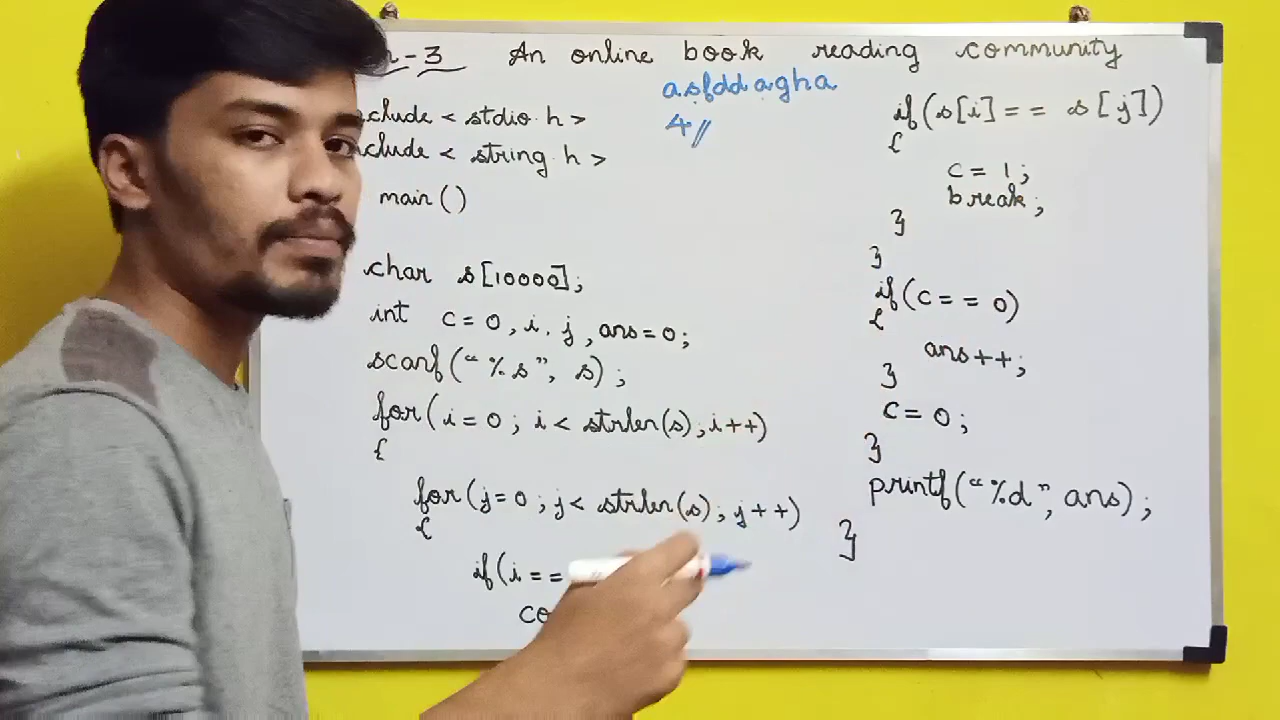 -3 An online book reading community
asfddagha
4//
clude < stdio.h >
clude < string.h >
main()
char s[10000];
int c=0, i, j, ans=0;
scanf("%s", s);
for(i=0; i< strlen(s); i++)
{
for(j=0; j< strlen(s); j++)
{
if(i==
co
if(s[i]== s[j])
{
c=1;
break;
}
}
if(c==0)
{
ans++;
}
c=0;
}
printf("%d", ans);
}